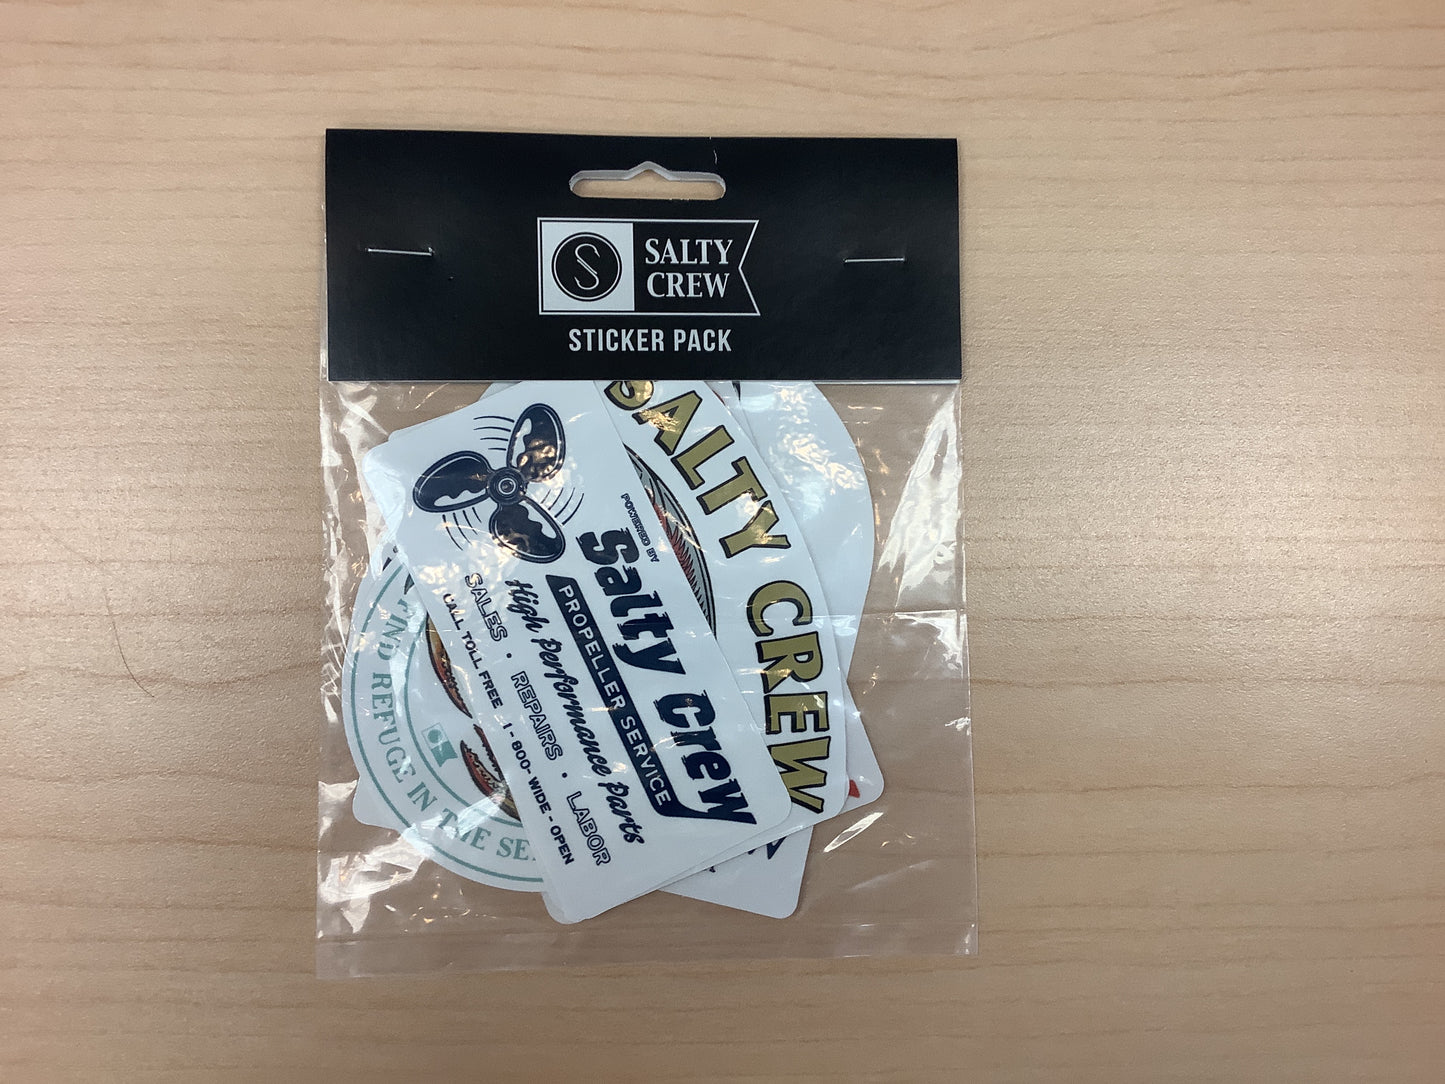 S
SALTY
CREW
STICKER PACK
SALTY CREW
POWERED BY
Salty Crew
PROPELLER SERVICE
High Performance Parts
SALES • REPAIRS • LABOR
CALL TOLL FREE 1-800-WIDE-OPEN
FIND REFUGE IN THE SE